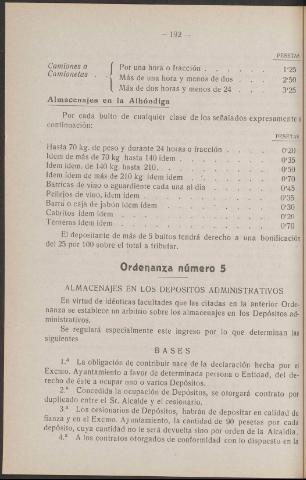 — 192 —
PESETAS
Camiones o Camionetas . { Por una hora o fracción . . . . . . 1'25
Más de una hora y menos de dos . . . 2'50
Más de dos horas y menos de 24 . . . 3'25
Almacenajes en la Alhóndiga
Por cada bulto de cualquier clase de los señalados expresamente a
continuación:
PESETAS
Hasta 70 kg. de peso y durante 24 horas o fracción . . . . 0'20
Idem de más de 70 kg hasta 140 idem . . . . . . . . 0'35
Idem idem. de 140 kg hasta 210. . . . . . . . . . 0'50
Idem idem de más de 210 kg idem idem . . . . . . . 0'70
Barricas de vino o aguardiente cada una al día . . . . . 0'45
Pellejos de vino, idem idem . . . . . . . . . . 0'35
Barril o caja de jabón idem idem . . . . . . . . . 0'30
Cabritos idem idem . . . . . . . . . . . . 0'20
Terneras idem idem . . . . . . . . . . . . 0'70
El depositante de más de 5 bultos tendrá derecho a una bonificación
del 25 por 100 sobre el total a tributar.
Ordenanza número 5
ALMACENAJES EN LOS DEPOSITOS ADMINISTRATIVOS
En virtud de idénticas facultades que las citadas en la anterior Orde-
nanza se establece un arbitrio sobre los almacenajes en los Depósitos ad-
ministrativos.
Se regulará especialmente este ingreso por lo que determinan las
siguientes
BASES
1.ª La obligación de contribuir nace de la declaración hecha por el
Excmo. Ayuntamiento a favor de determinada persona o Entidad, del de-
recho de éste a ocupar uno o varios Depósitos.
2.ª Concedida la ocupación de Depósitos, se otorgará contrato por
duplicado entre el Sr. Alcalde y el cesionario.
3.ª Los cesionarios de Depósitos, habrán de depositar en calidad de
fianza y en el Excmo. Ayuntamiento, la cantidad de 90 pesetas por cada
depósito, cuya cantidad no le será devuelta sino por orden de la Alcaldía.
4.ª A los contratos otorgados de conformidad con lo dispuesto en la